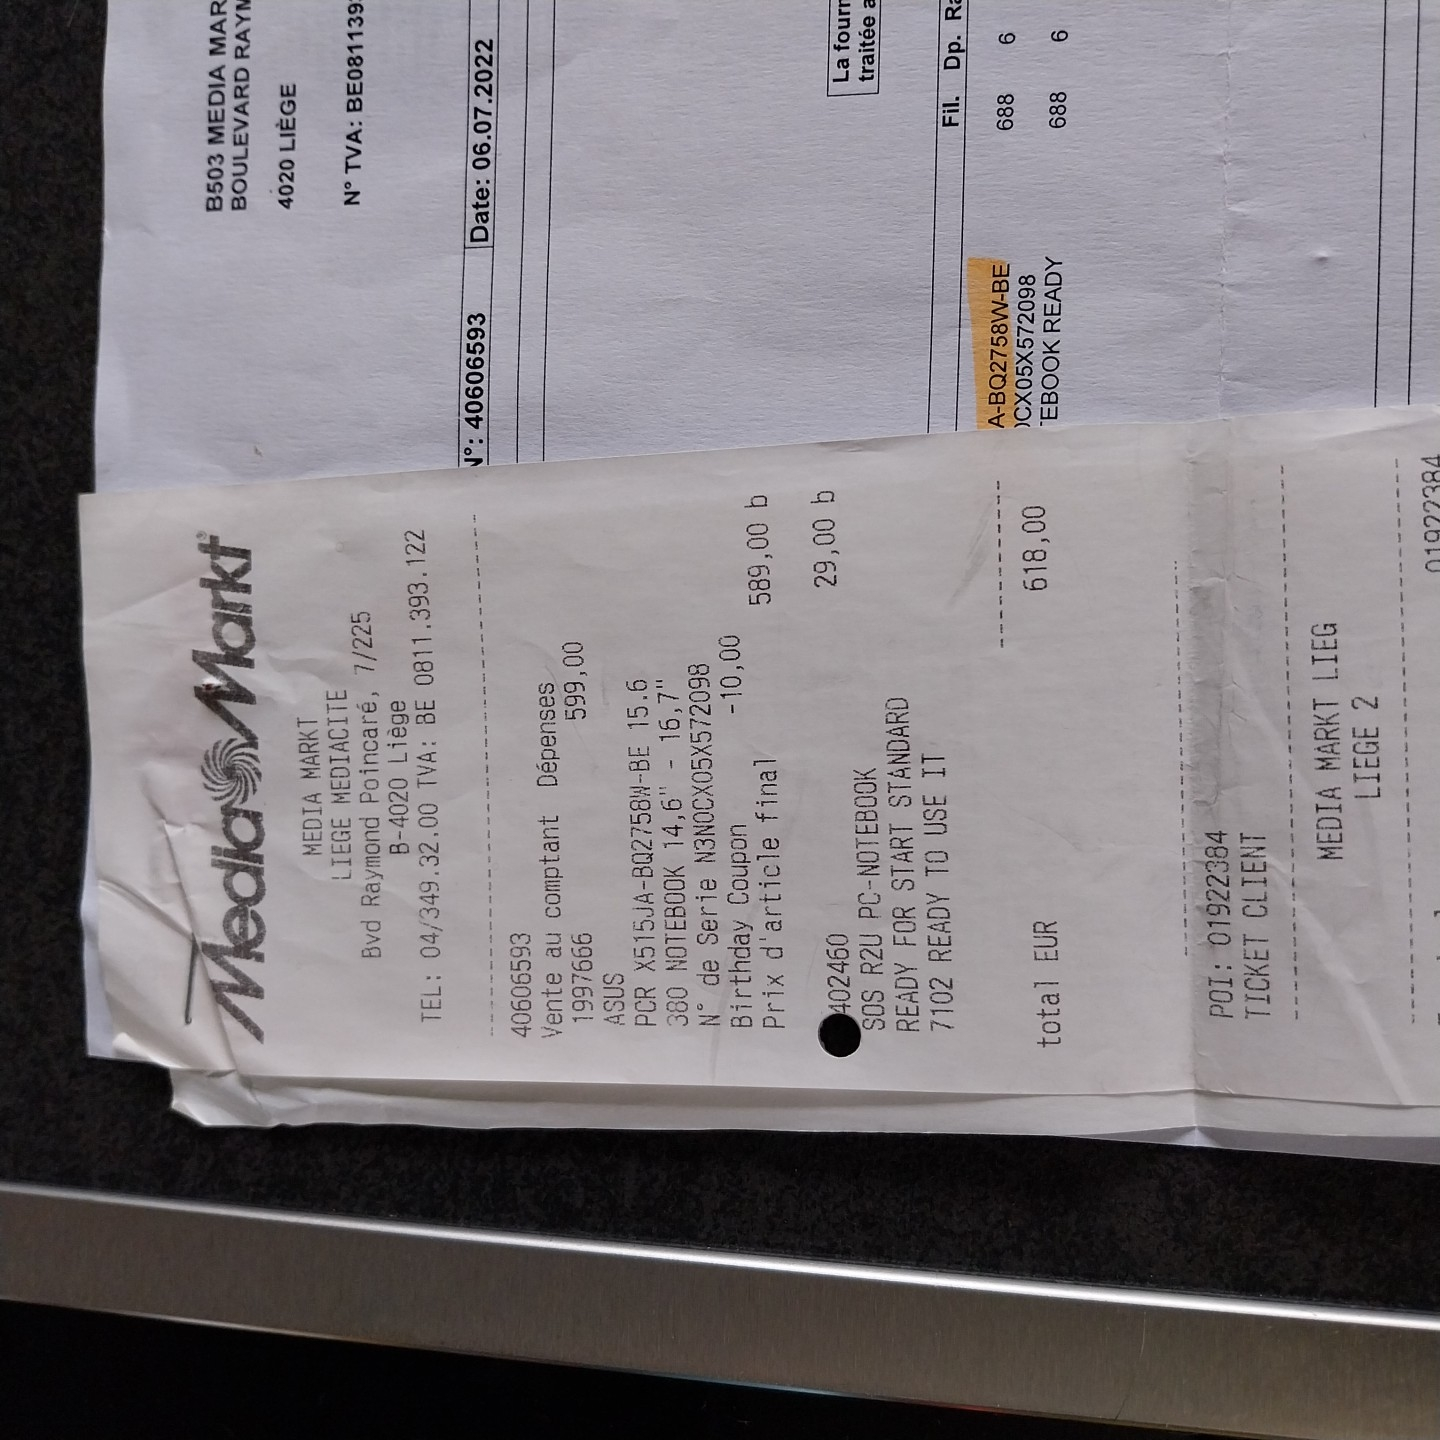 MediaMarkt
MEDIA MARKT
LIEGE MEDIACITE
Bvd Raymond Poincaré, 7/225
B-4020 Liège
TEL: 04/349.32.00 TVA: BE 0811.393.122
40606593
Vente au comptant Dépenses
1997666 599,00
ASUS
PCR X515JA-BQ2758W-BE 15.6
380 NOTEBOOK 14,6" - 16,7"
N° de Serie N3N0CX05X572098
Birthday Coupon -10,00
Prix d'article final 589,00 b
402460 29,00 b
SOS R2U PC-NOTEBOOK
READY FOR START STANDARD
7102 READY TO USE IT
total EUR 618,00
POI: 01922384
TICKET CLIENT
MEDIA MARKT LIEG
LIEGE 2
01922384
B503 MEDIA MAR
BOULEVARD RAYM
4020 LIÈGE
N° TVA: BE081139
N°: 40606593 Date: 06.07.2022
La fourn
traitée a
Fil. Dp. Ra
A-BQ2758W-BE 688 6
0CX05X572098
TEBOOK READY 688 6